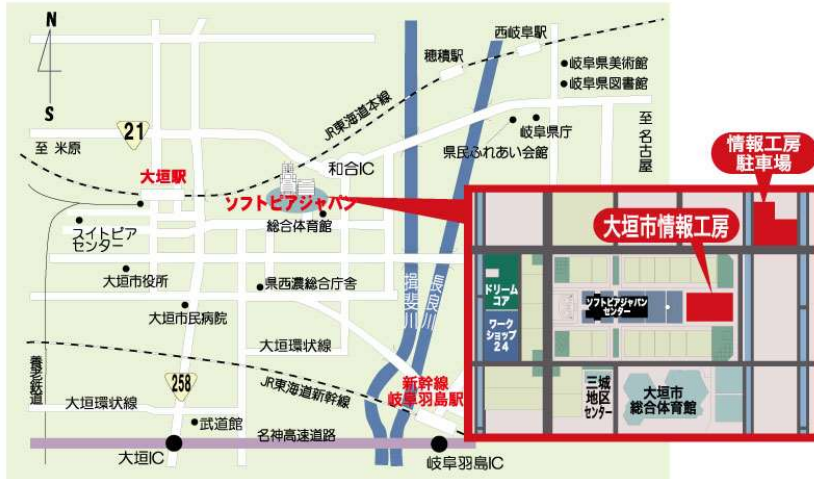 N
S
21
至 米原
大垣駅
スイトピア
センター
大垣市役所
大垣市民病院
養老鉄道
大垣環状線
258
武道館
大垣IC
名神高速道路
岐阜羽島IC
JR東海道新幹線
大垣環状線
新幹線
岐阜羽島駅
県西濃総合庁舎
総合体育館
ソフトピアジャパン
和合IC
JR東海道本線
穂積駅
西岐阜駅
岐阜県美術館
岐阜県図書館
岐阜県庁
県民ふれあい会館
至 名古屋
揖斐川
長良川
情報工房
駐車場
大垣市情報工房
ドリーム
コア
ワーク
ショップ
24
ソフトピアジャパン
センター
三城
地区
センター
大垣市
総合体育館